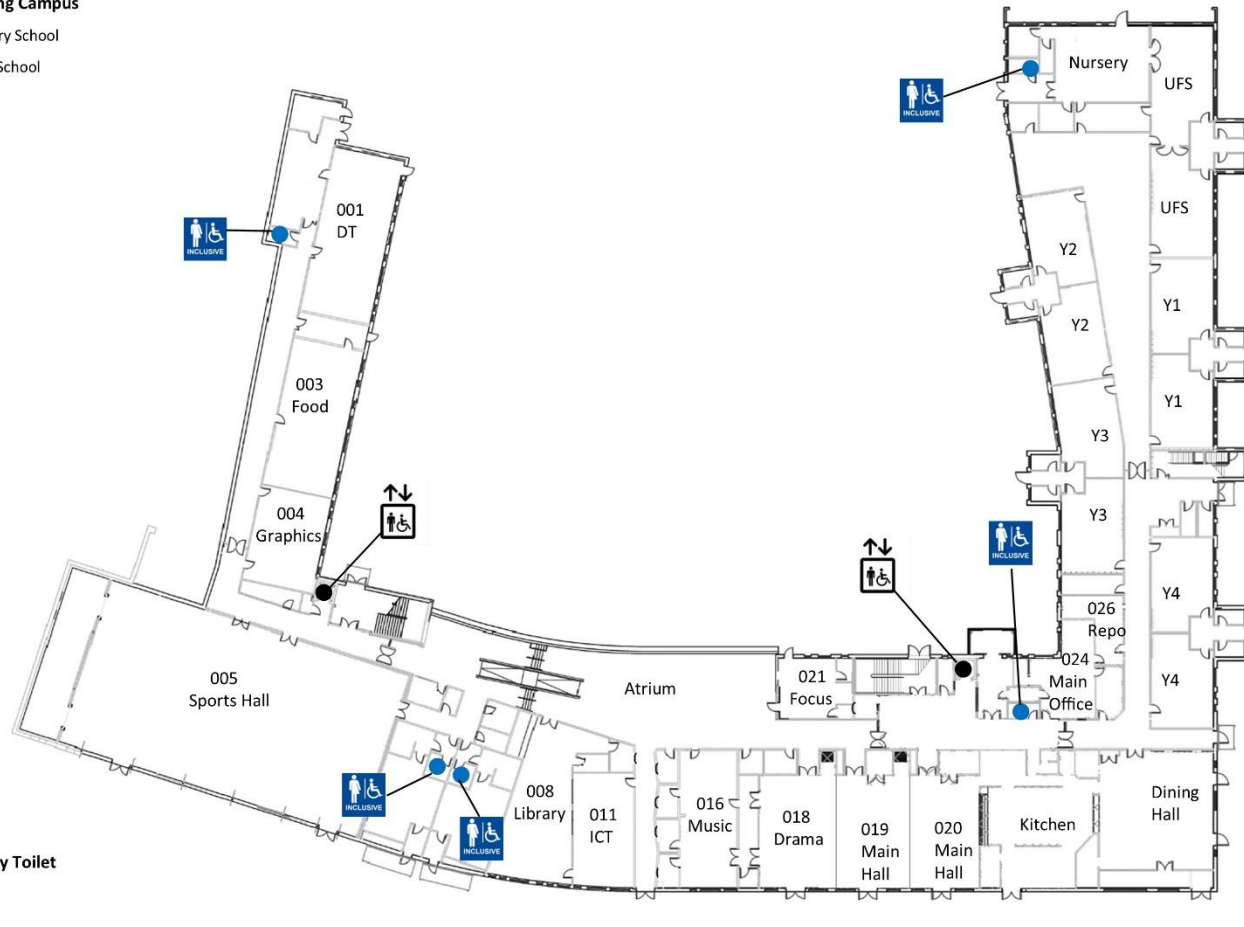 ng Campus
ry School
School
Nursery
UFS
INCLUSIVE
UFS
001
DT
INCLUSIVE
Y2
Y1
Y2
003
Food
Y1
Y3
004
Graphics
Y3
INCLUSIVE
Y4
026
Repo
005
Sports Hall
Atrium
021
Focus
024
Main
Office
Y4
INCLUSIVE
INCLUSIVE
008
Library
011
ICT
016
Music
018
Drama
019
Main
Hall
020
Main
Hall
Kitchen
Dining
Hall
y Toilet